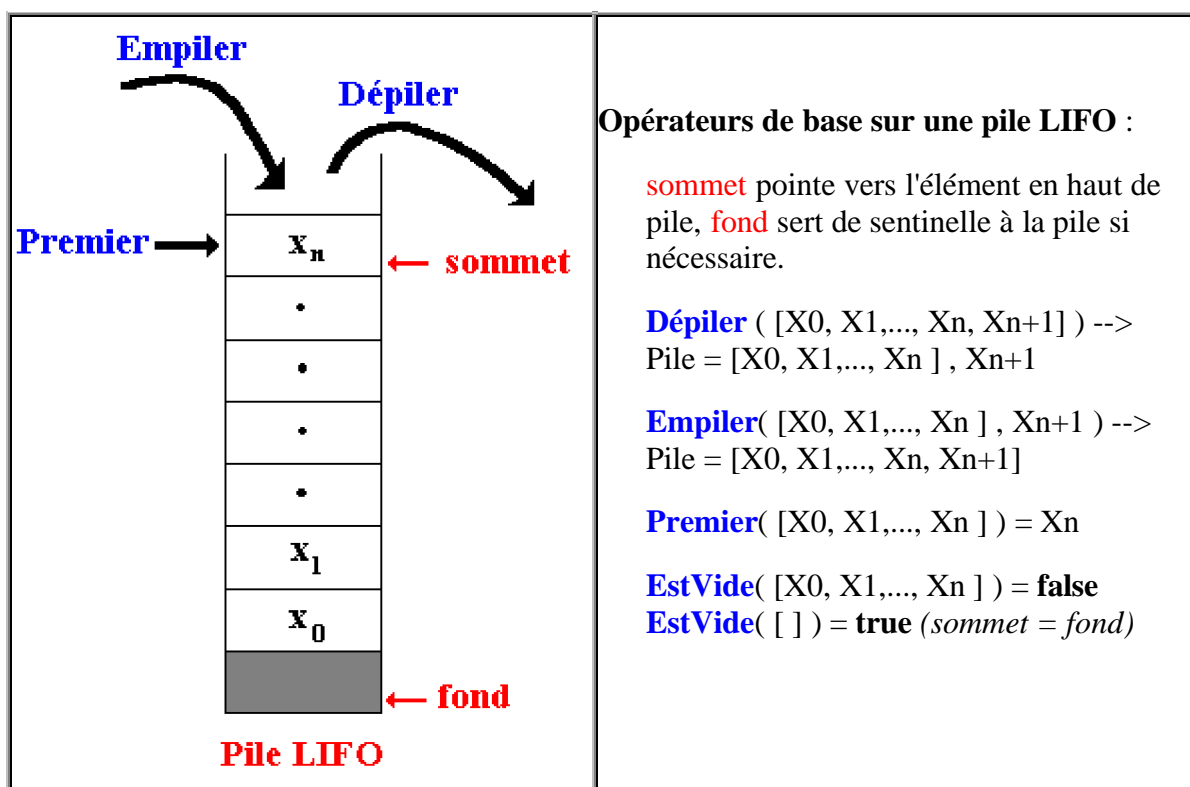 Empiler
Dépiler
Premier
xn
sommet
x1
x0
fond
Pile LIFO
Opérateurs de base sur une pile LIFO :
sommet pointe vers l'élément en haut de
pile, fond sert de sentinelle à la pile si
nécessaire.
Dépiler ( [X0, X1,..., Xn, Xn+1] ) -->
Pile = [X0, X1,..., Xn ] , Xn+1
Empiler( [X0, X1,..., Xn ] , Xn+1 ) -->
Pile = [X0, X1,..., Xn, Xn+1]
Premier( [X0, X1,..., Xn ] ) = Xn
EstVide( [X0, X1,..., Xn ] ) = false
EstVide( [ ] ) = true (sommet = fond)